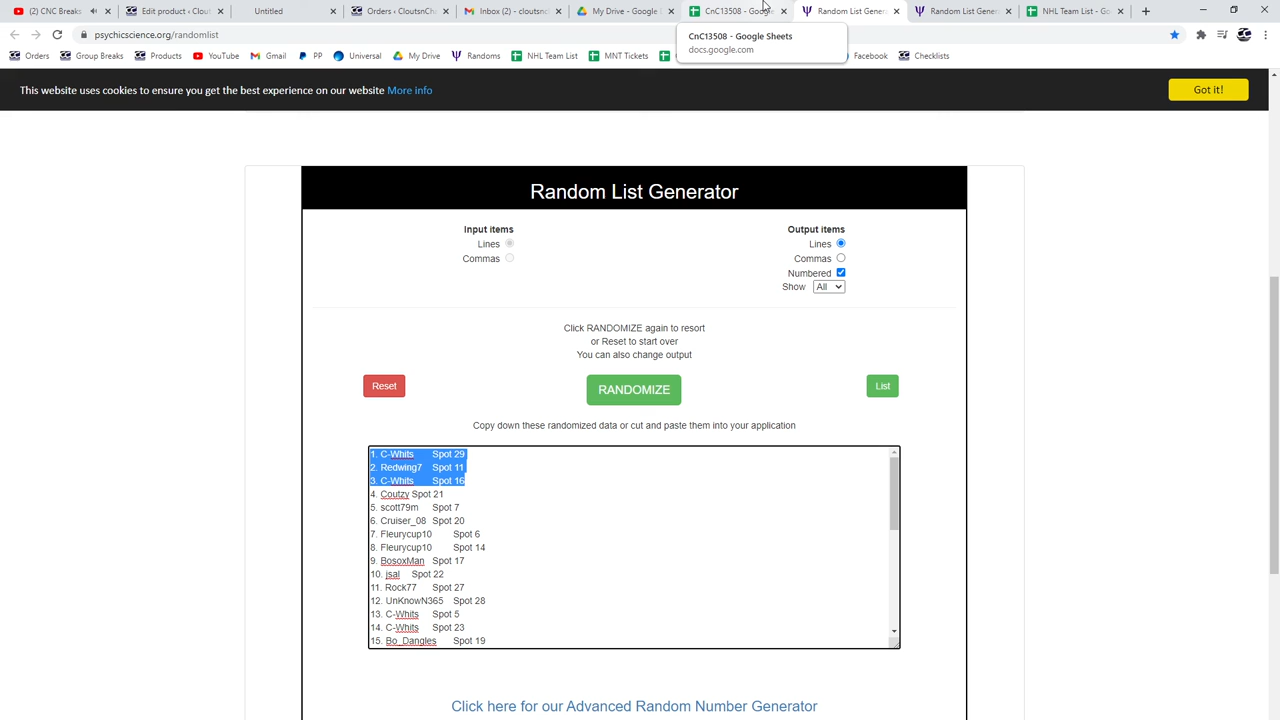 (2) CNC Breaks
Edit product ‹ Clouts
Untitled
Orders ‹ CloutsnCh
Inbox (2) - cloutsnc
My Drive - Google
CnC13508 - Google
Random List Gener
Random List Gener
NHL Team List - Go
psychicscience.org/randomlist
CnC13508 - Google Sheets
docs.google.com
Orders
Group Breaks
Products
YouTube
Gmail
PP
Universal
My Drive
Randoms
NHL Team List
MNT Tickets
Facebook
Checklists
This website uses cookies to ensure you get the best experience on our website More info
Got it!
Random List Generator
Input items
Output items
Lines
Lines
Commas
Commas
Numbered
Show All
Click RANDOMIZE again to resort
or Reset to start over
You can also change output
Reset
RANDOMIZE
List
Copy down these randomized data or cut and paste them into your application
1. C-Whits Spot 29
2. Redwing7 Spot 11
3. C-Whits Spot 16
4. Coutzy Spot 21
5. scott79m Spot 7
6. Cruiser_08 Spot 20
7. Fleurycup10 Spot 6
8. Fleurycup10 Spot 14
9. BosoxMan Spot 17
10. jsal Spot 22
11. Rock77 Spot 27
12. UnKnowN365 Spot 28
13. C-Whits Spot 5
14. C-Whits Spot 23
15. Bo_Dangles Spot 19
Click here for our Advanced Random Number Generator